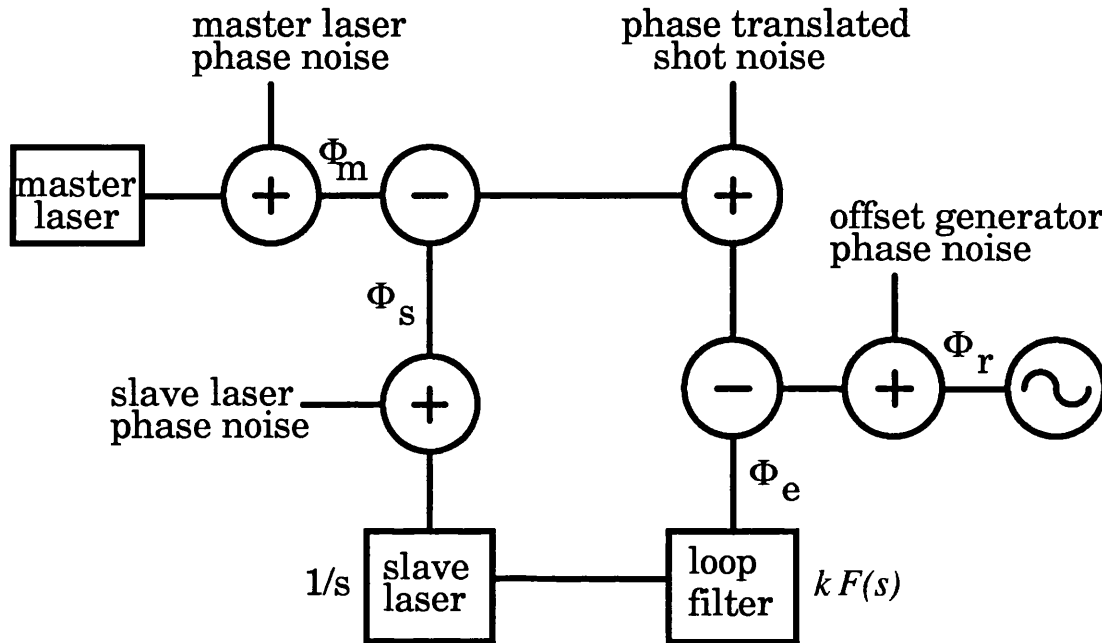 master laser
phase noise
phase translated
shot noise
Φm
master
laser
offset generator
phase noise
Φs
Φr
slave laser
phase noise
Φe
1/s
slave
laser
loop
filter
k F(s)